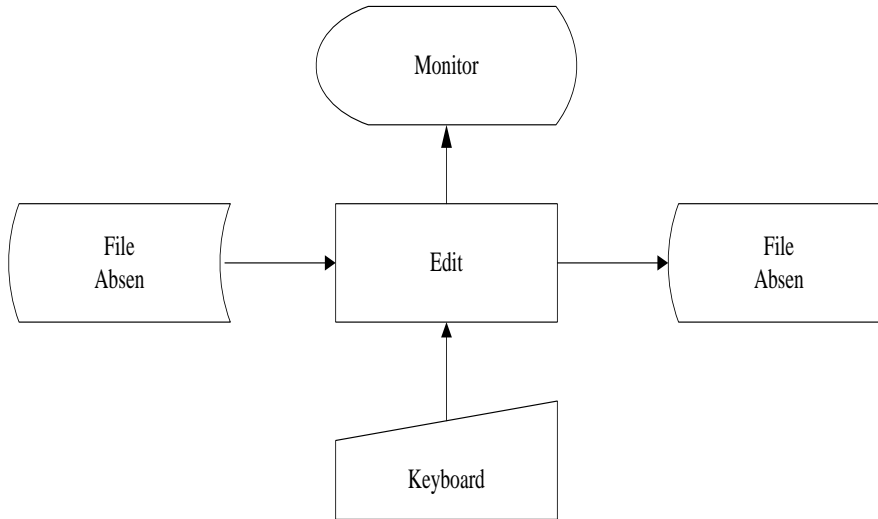 Monitor
File
Absen
Edit
File
Absen
Keyboard